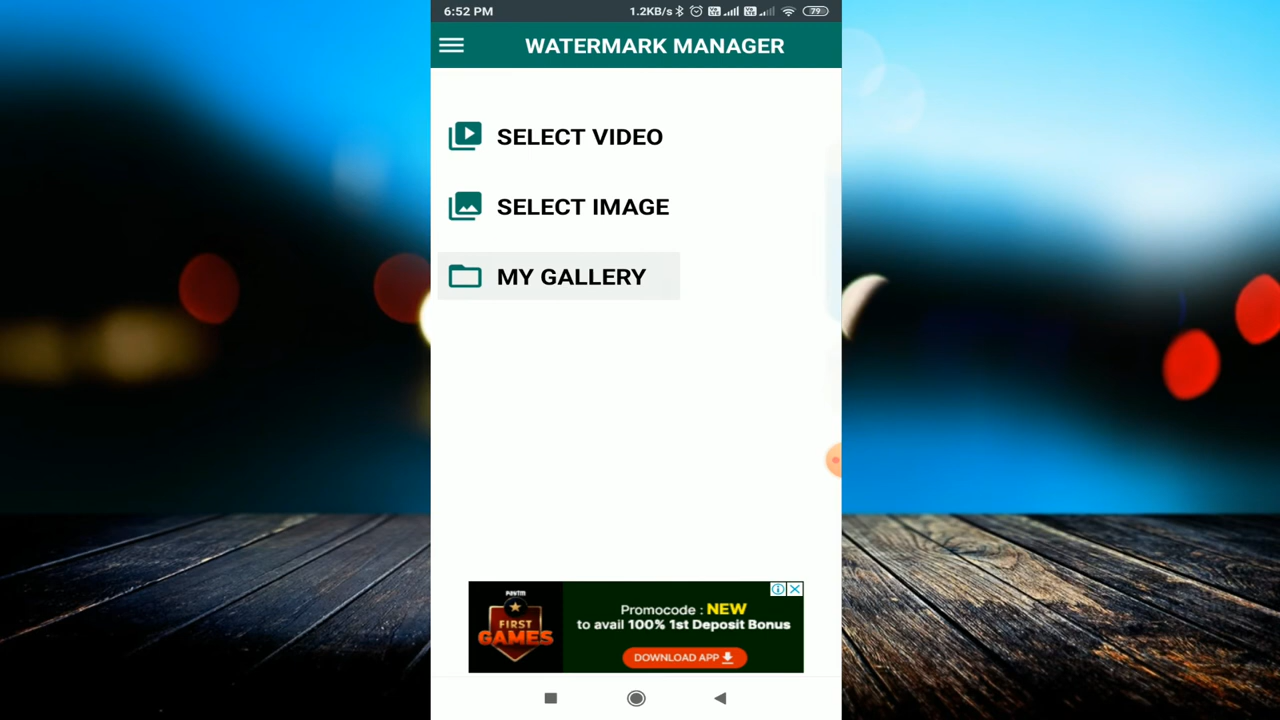 6:52 PM
1.2KB/s
79
WATERMARK MANAGER
SELECT VIDEO
SELECT IMAGE
MY GALLERY
PAYTM
FIRST
GAMES
Promocode : NEW
to avail 100% 1st Deposit Bonus
DOWNLOAD APP